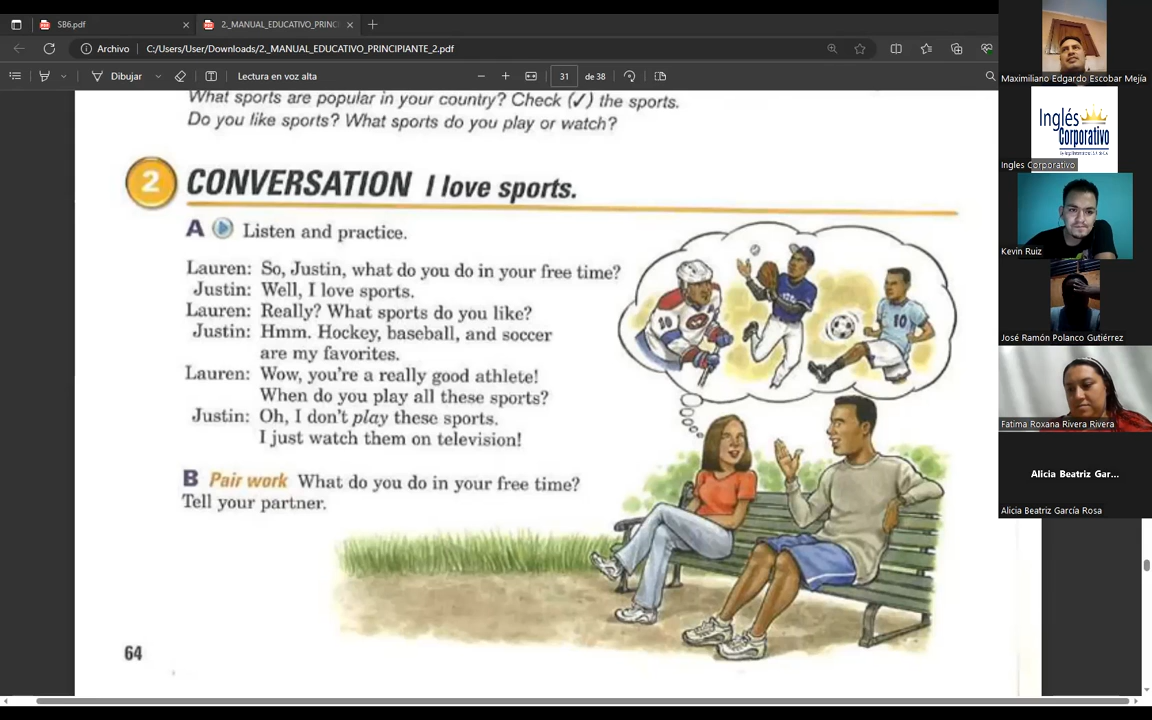 SB6.pdf
2._MANUAL_EDUCATIVO_PRINC
Archivo
C:/Users/User/Downloads/2._MANUAL_EDUCATIVO_PRINCIPIANTE_2.pdf
Dibujar
Lectura en voz alta
31
de 38
What sports are popular in your country? Check (✓) the sports.
Do you like sports? What sports do you play or watch?
2 CONVERSATION I love sports.
A Listen and practice.
Lauren: So, Justin, what do you do in your free time?
Justin: Well, I love sports.
Lauren: Really? What sports do you like?
Justin: Hmm. Hockey, baseball, and soccer
are my favorites.
Lauren: Wow, you're a really good athlete!
When do you play all these sports?
Justin: Oh, I don't play these sports.
I just watch them on television!
B Pair work What do you do in your free time?
Tell your partner.
10
10
64
Maximiliano Edgardo Escobar Mejía
Inglés
Corporativo
Ingles Corporativo
Kevin Ruiz
José Ramón Polanco Gutiérrez
Fatima Roxana Rivera Rivera
Alicia Beatriz Gar...
Alicia Beatriz García Rosa